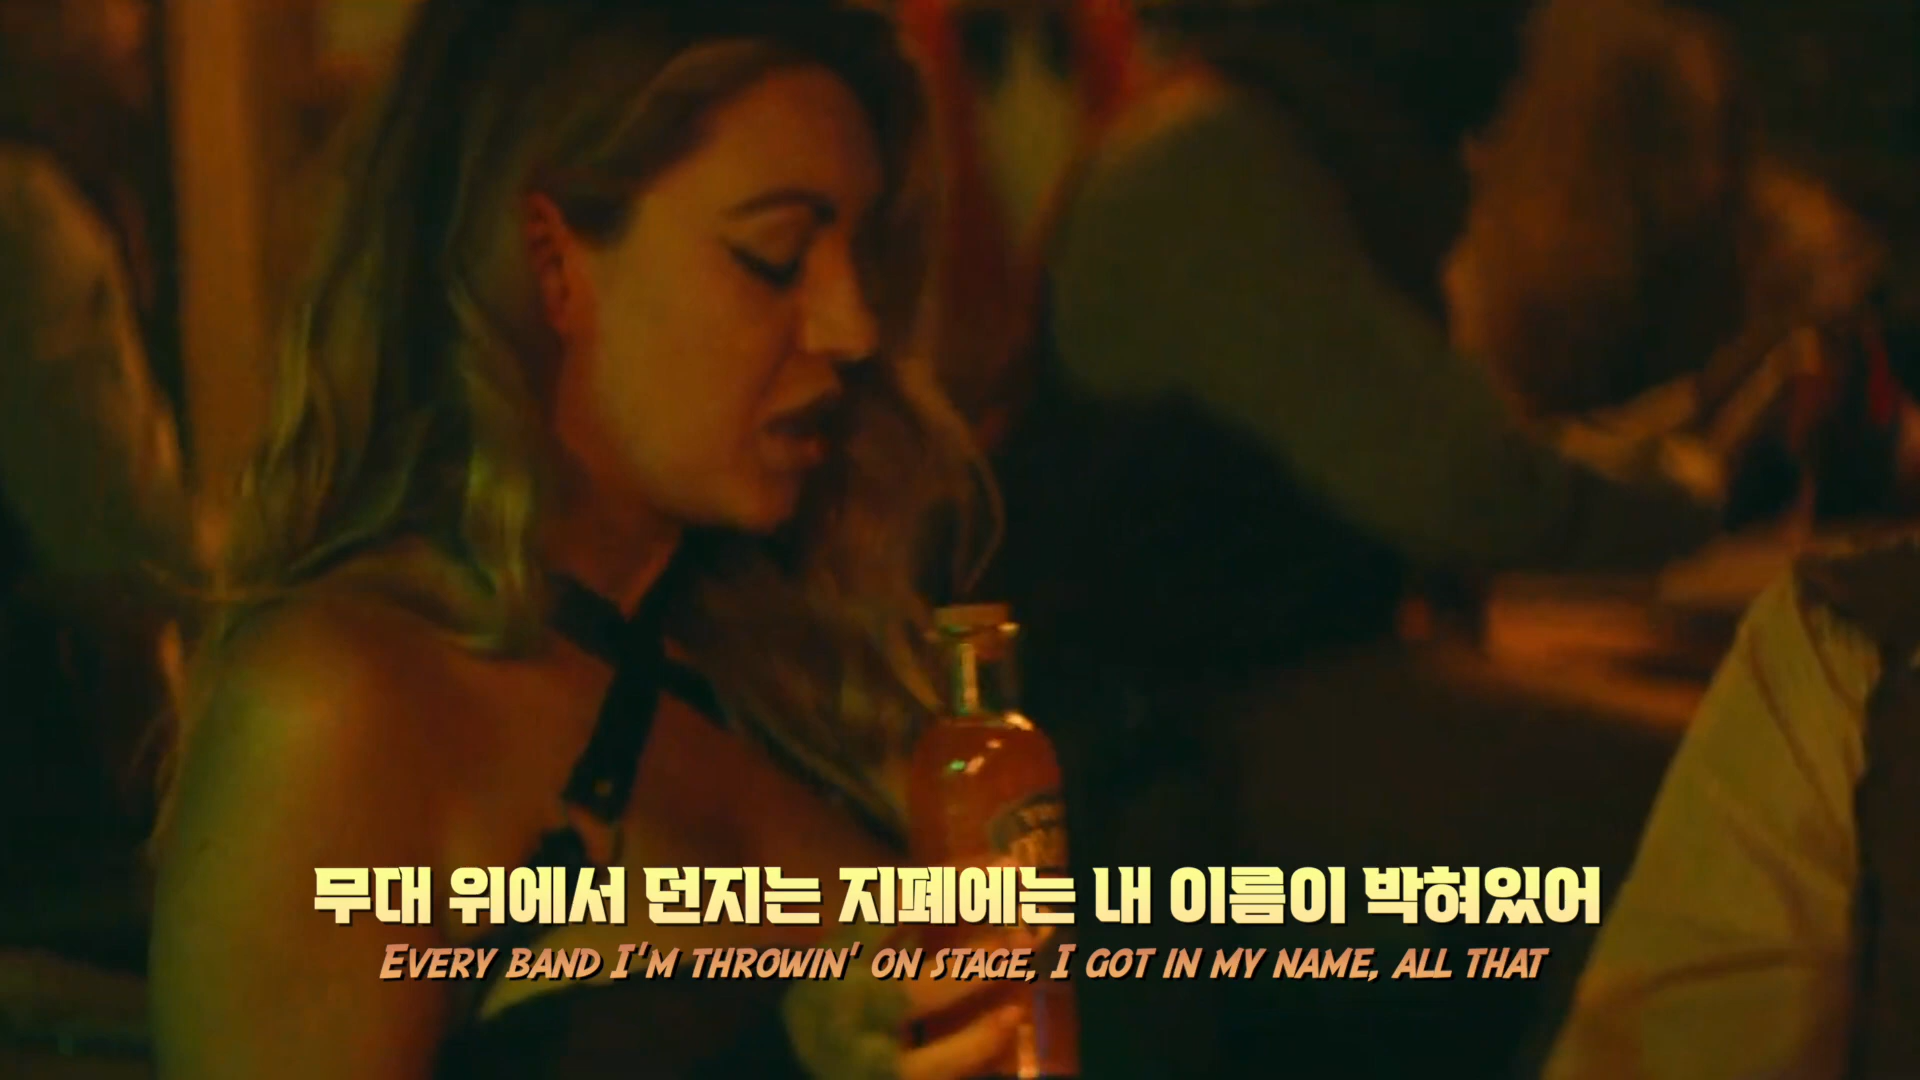 무대 위에서 던지는 지폐에는 내 이름이 박혀있어
EVERY BAND I'M THROWIN' ON STAGE, I GOT IN MY NAME, ALL THAT